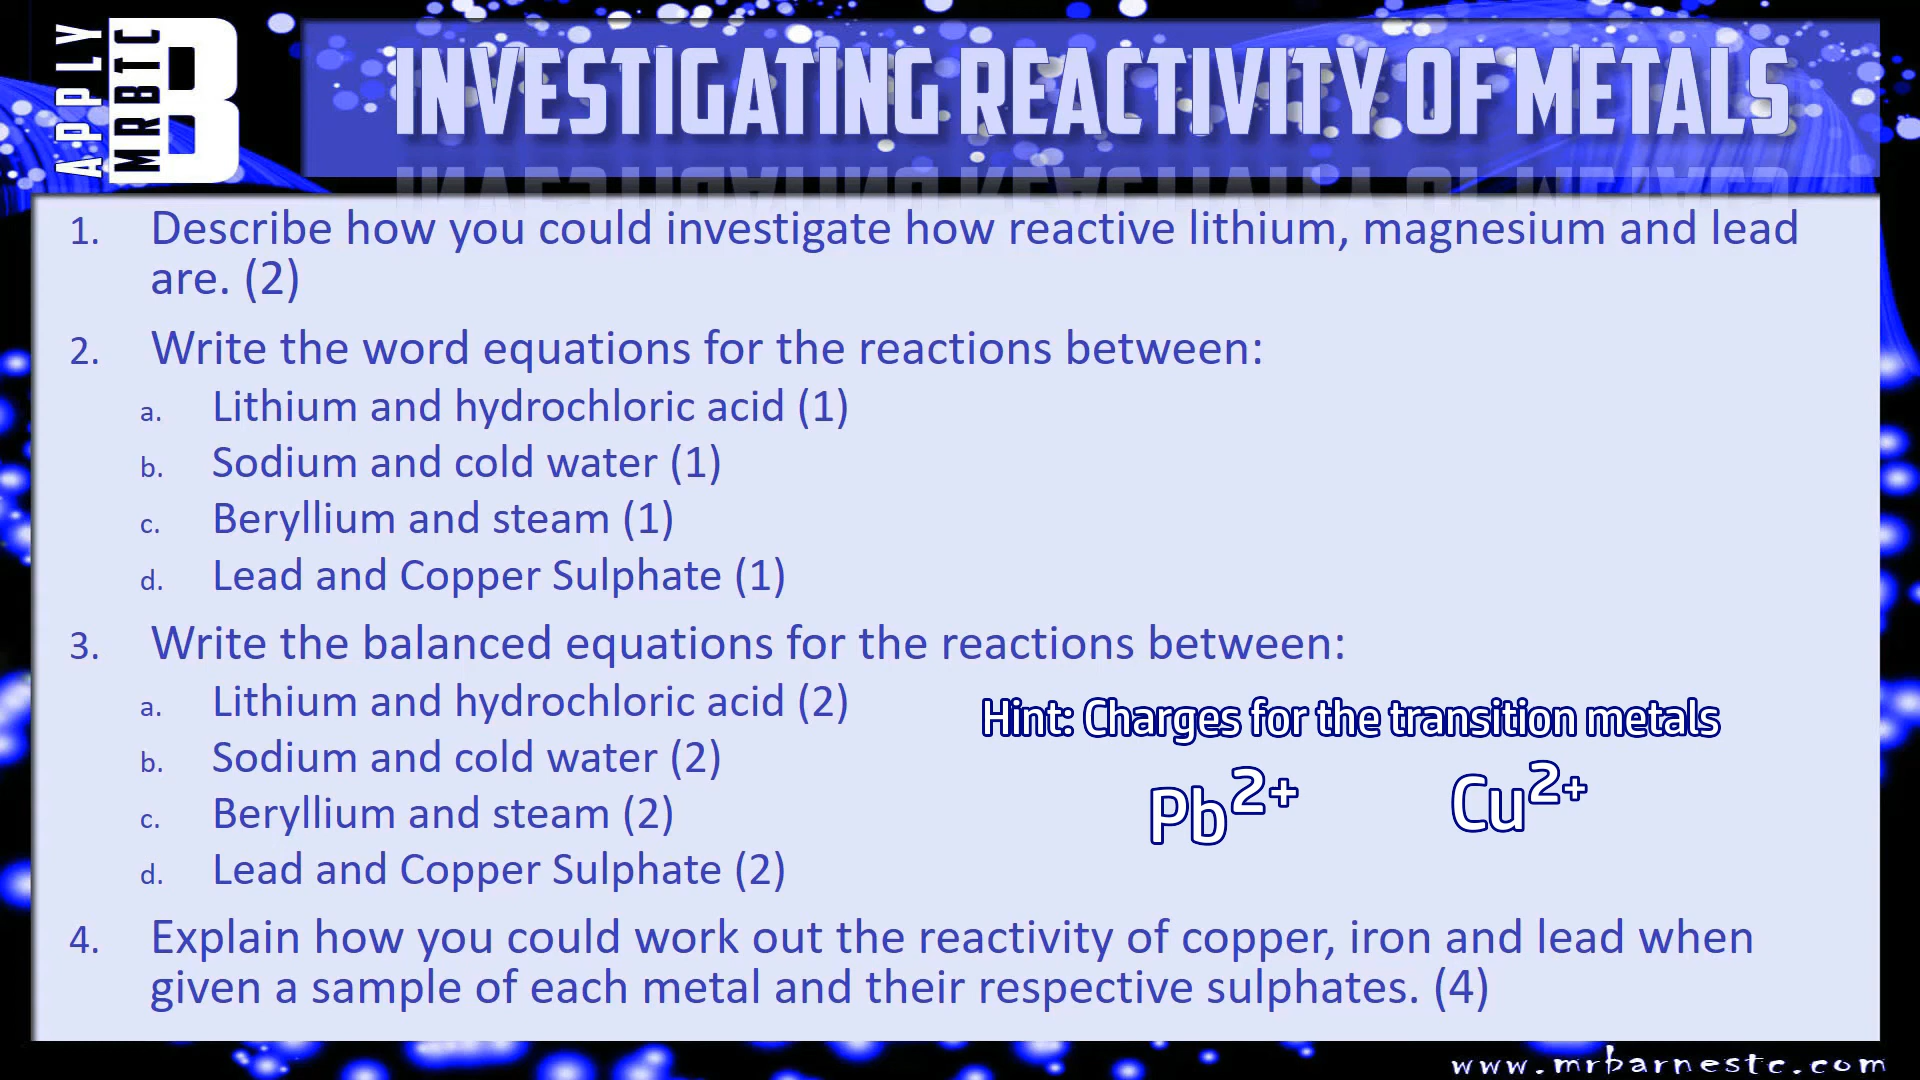 APPLY
MRBTC
B
INVESTIGATING REACTIVITY OF METALS
1. Describe how you could investigate how reactive lithium, magnesium and lead
are. (2)
2. Write the word equations for the reactions between:
a. Lithium and hydrochloric acid (1)
b. Sodium and cold water (1)
c. Beryllium and steam (1)
d. Lead and Copper Sulphate (1)
3. Write the balanced equations for the reactions between:
a. Lithium and hydrochloric acid (2)
b. Sodium and cold water (2)
c. Beryllium and steam (2)
d. Lead and Copper Sulphate (2)
Hint: Charges for the transition metals
Pb²⁺ Cu²⁺
4. Explain how you could work out the reactivity of copper, iron and lead when
given a sample of each metal and their respective sulphates. (4)
www.mrbarnestc.com